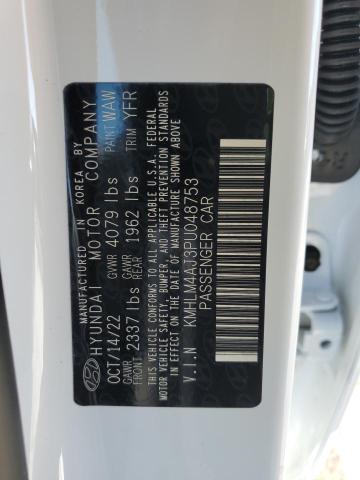 MANUFACTURED IN KOREA BY
HYUNDAI MOTOR COMPANY
OCT/14/22 GVWR 4079 lbs PAINT WAW
GAWR FRONT 2337 lbs GAWR REAR 1962 lbs TRIM YFR
THIS VEHICLE CONFORMS TO ALL APPLICABLE U.S.A. FEDERAL
MOTOR VEHICLE SAFETY, BUMPER, AND THEFT PREVENTION
STANDARDS IN EFFECT ON THE DATE OF MANUFACTURE SHOWN ABOVE
V.I.N KMHLM4AJ3PU048753
PASSENGER CAR